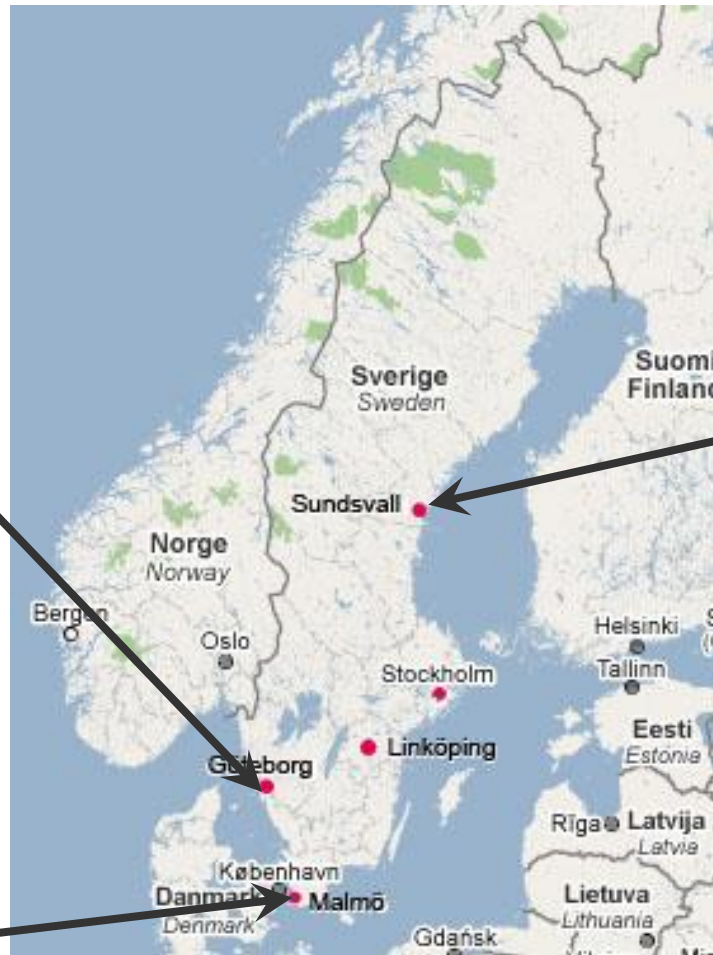 Sverige
Sweden
Suomi
Sundsvall
Norge
Norway
Bergen
Oslo
Helsinki
Stockholm
Tallinn
Linköping
Eesti
Estonia
Göteborg
Rīga
Latvija
Latvia
København
Danmark
Denmark
Malmö
Lietuva
Lithuania
Gdańsk